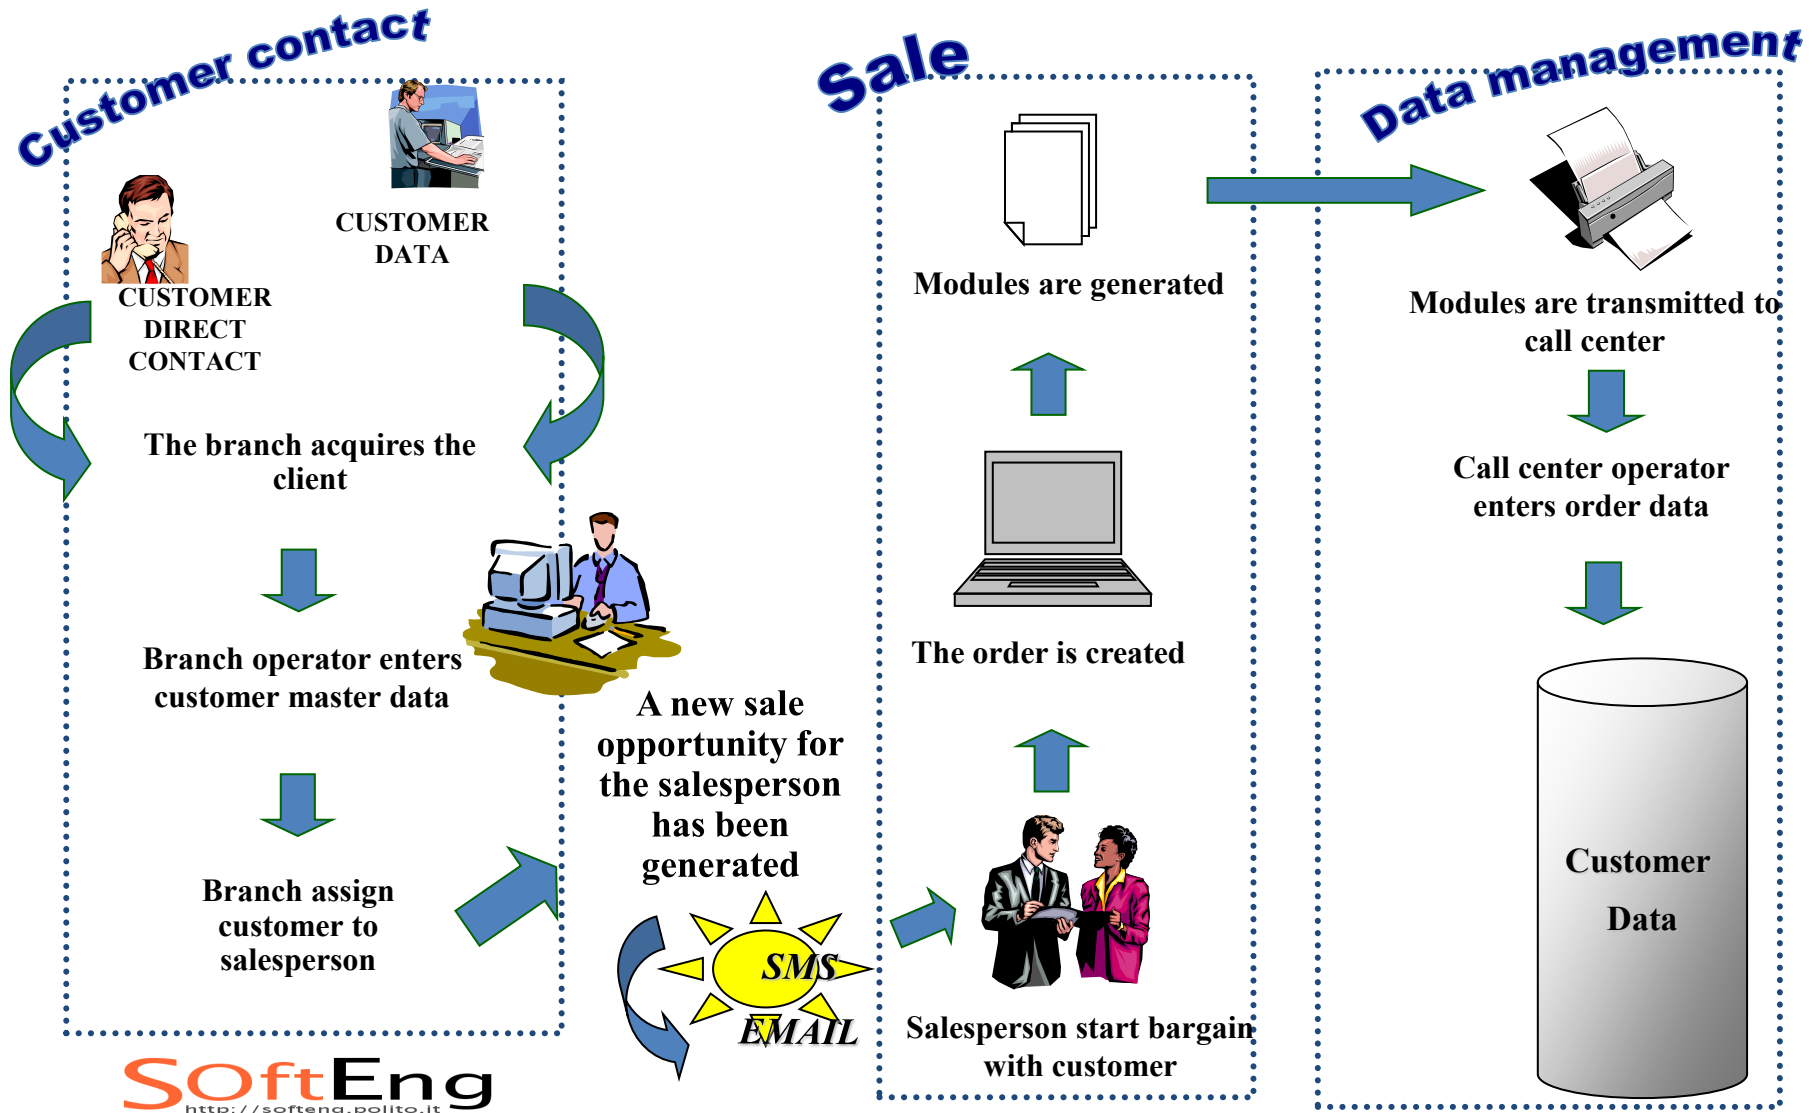 Customer contact
CUSTOMER
DATA
CUSTOMER
DIRECT
CONTACT
The branch acquires the
client
Branch operator enters
customer master data
Branch assign
customer to
salesperson
A new sale
opportunity for
the salesperson
has been
generated
SMS
EMAIL
Sale
Modules are generated
The order is created
Salesperson start bargain
with customer
Data management
Modules are transmitted to
call center
Call center operator
enters order data
Customer
Data
SOftEng
http://softeng.polito.it